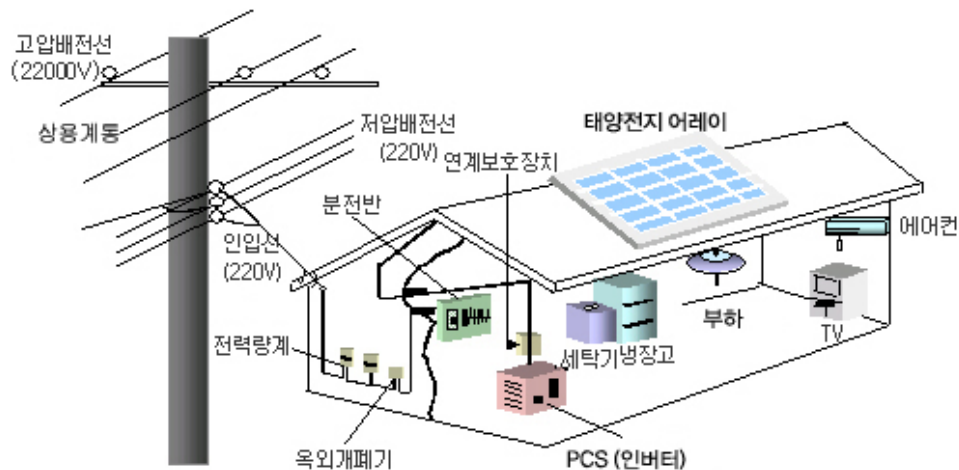 고압배전선
(22000V)
상용계통
저압배전선
(220V)
연계보호장치
태양전지 어레이
분전반
인입선
(220V)
에어컨
부하
TV
세탁기
냉장고
전력량계
옥외개폐기
PCS (인버터)